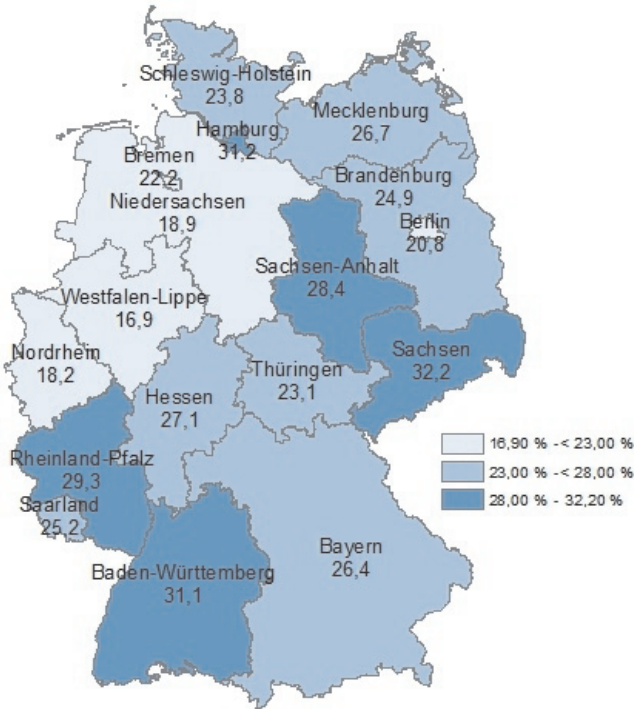 Schleswig-Holstein
23,8
Mecklenburg
26,7
Hamburg
31,2
Bremen
22,2
Brandenburg
24,9
Niedersachsen
18,9
Berlin
20,8
Sachsen-Anhalt
28,4
Westfalen-Lippe
16,9
Nordrhein
18,2
Sachsen
32,2
Thüringen
23,1
Hessen
27,1
16,90 % -< 23,00 %
23,00 % -< 28,00 %
28,00 % - 32,20 %
Rheinland-Pfalz
29,3
Saarland
25,2
Bayern
26,4
Baden-Württemberg
31,1